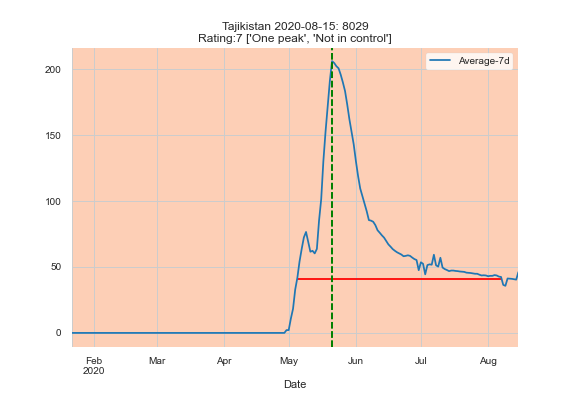 Tajikistan 2020-08-15: 8029
Rating:7 ['One peak', 'Not in control']
Average-7d
200
150
100
50
0
Feb Mar Apr May Jun Jul Aug
2020
Date